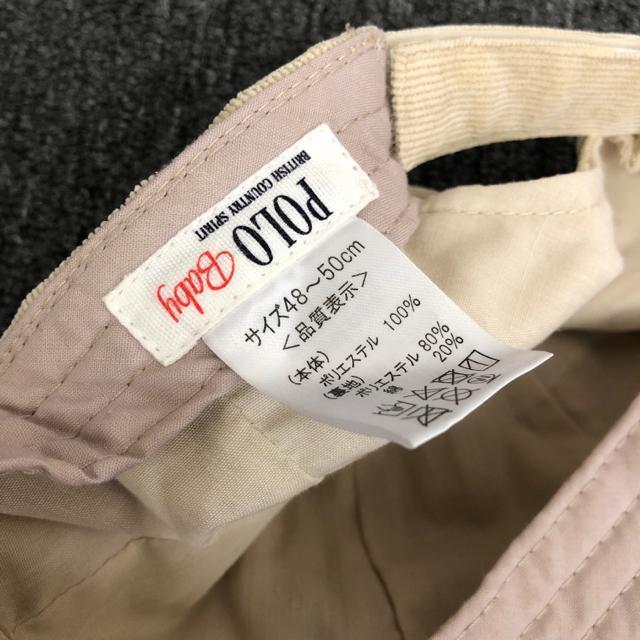 POLO Baby
BRITISH COUNTRY SPIRIT
サイズ48～50cm
＜品質表示＞
(本体)
ポリエステル 100%
(裏地)
ポリエステル 80%
綿 20%